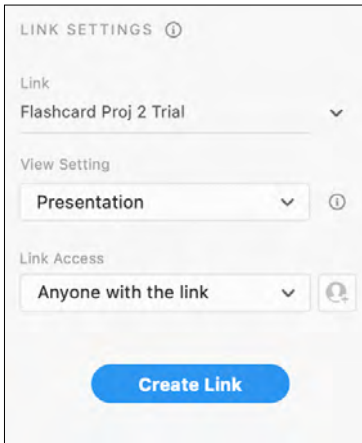 LINK SETTINGS
Link
Flashcard Proj 2 Trial
View Setting
Presentation
Link Access
Anyone with the link
Create Link